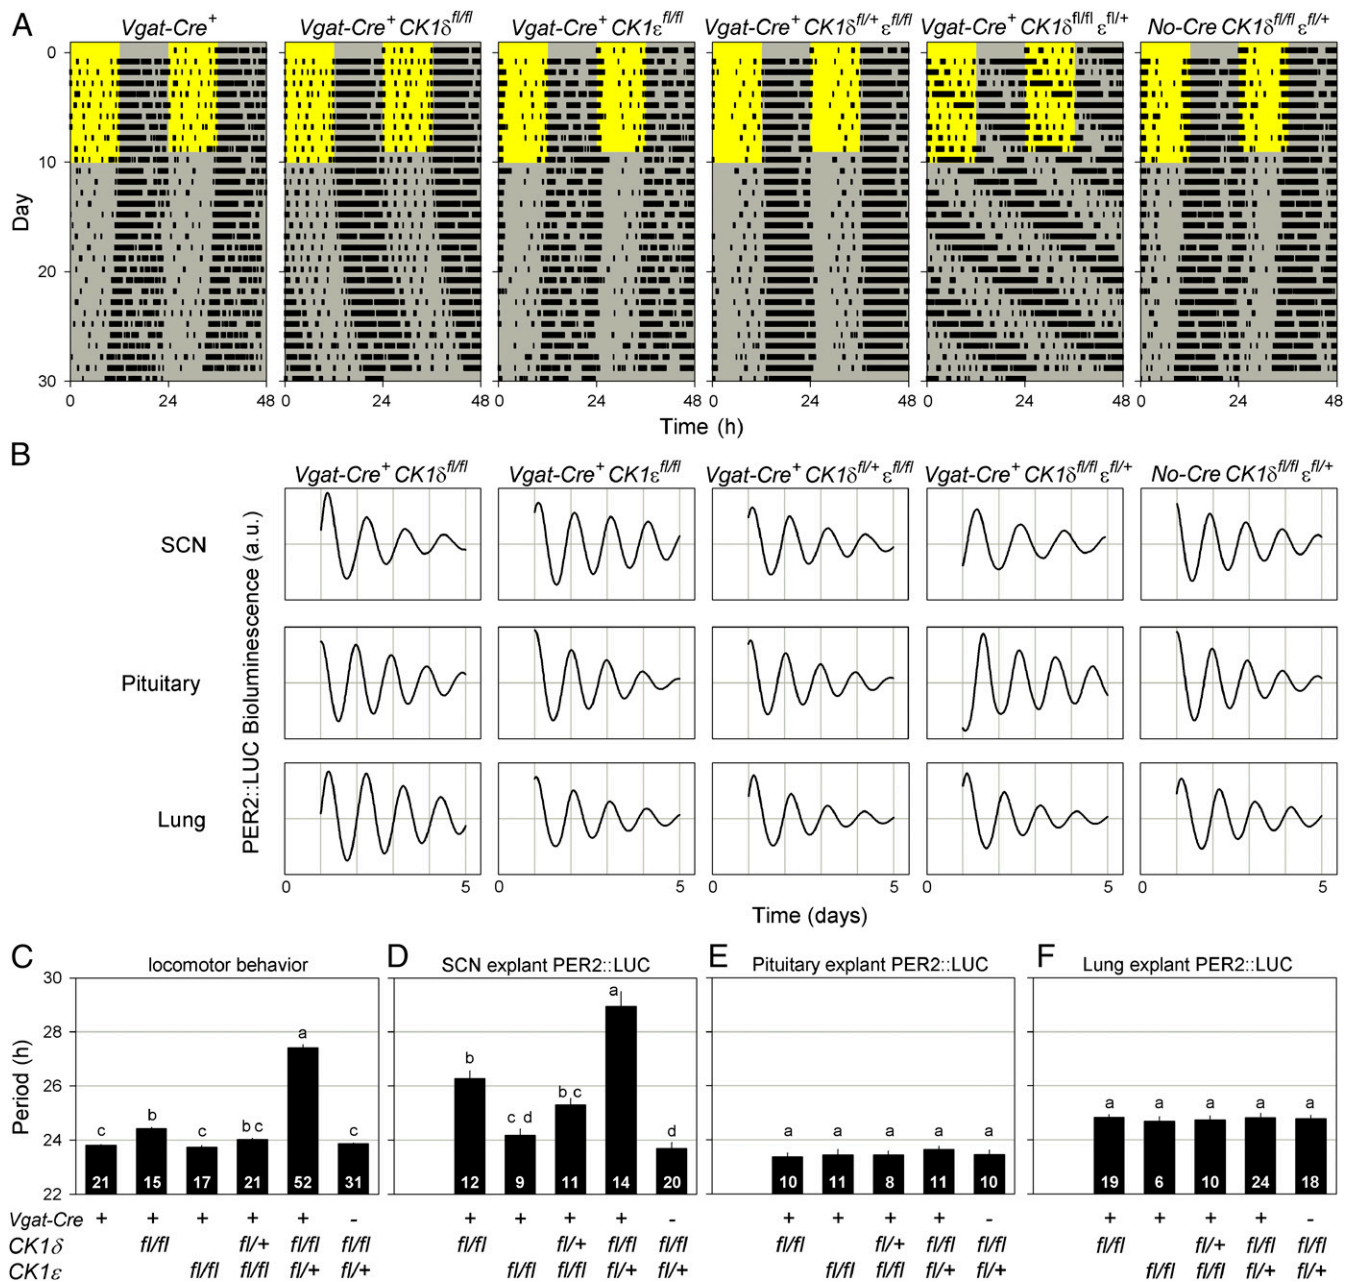 A
Vgat-Cre+
Vgat-Cre+ CK1δfl/fl
Vgat-Cre+ CK1εfl/fl
Vgat-Cre+ CK1δfl/+ εfl/fl
Vgat-Cre+ CK1δfl/fl εfl/+
No-Cre CK1δfl/fl εfl/+
Day
0
10
20
30
0 24 48
0 24 48
0 24 48
0 24 48
0 24 48
0 24 48
Time (h)
B
Vgat-Cre+ CK1δfl/fl
Vgat-Cre+ CK1εfl/fl
Vgat-Cre+ CK1δfl/+ εfl/fl
Vgat-Cre+ CK1δfl/fl εfl/+
No-Cre CK1δfl/fl εfl/+
PER2::LUC Bioluminescence (a.u.)
SCN
Pituitary
Lung
0 5
0 5
0 5
0 5
0 5
Time (days)
C
locomotor behavior
Period (h)
30
28
26
24
22
c b c b c a c
21 15 17 21 52 31
D
SCN explant PER2::LUC
b c d b c a d
12 9 11 14 20
E
Pituitary explant PER2::LUC
a a a a a
10 11 8 11 10
F
Lung explant PER2::LUC
a a a a a
19 6 10 24 18
Vgat-Cre + + + + + - + + + + - + + + + - + + + + -
CK1δ fl/fl fl/+ fl/fl fl/fl fl/fl fl/+ fl/fl fl/fl fl/fl fl/+ fl/fl fl/fl fl/fl fl/+ fl/fl fl/fl
CK1ε fl/fl fl/fl fl/+ fl/+ fl/fl fl/fl fl/+ fl/+ fl/fl fl/fl fl/+ fl/+ fl/fl fl/fl fl/+ fl/+